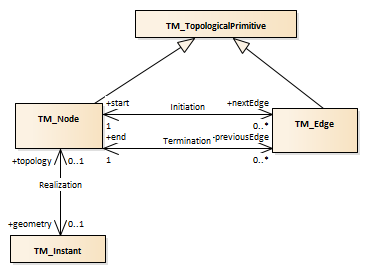 TM_TopologicalPrimitive
+start
Initiation
+nextEdge
TM_Node
1
0..*
TM_Edge
+end
Termination
-previousEdge
1
0..*
+topology
0..1
Realization
+geometry
0..1
TM_Instant